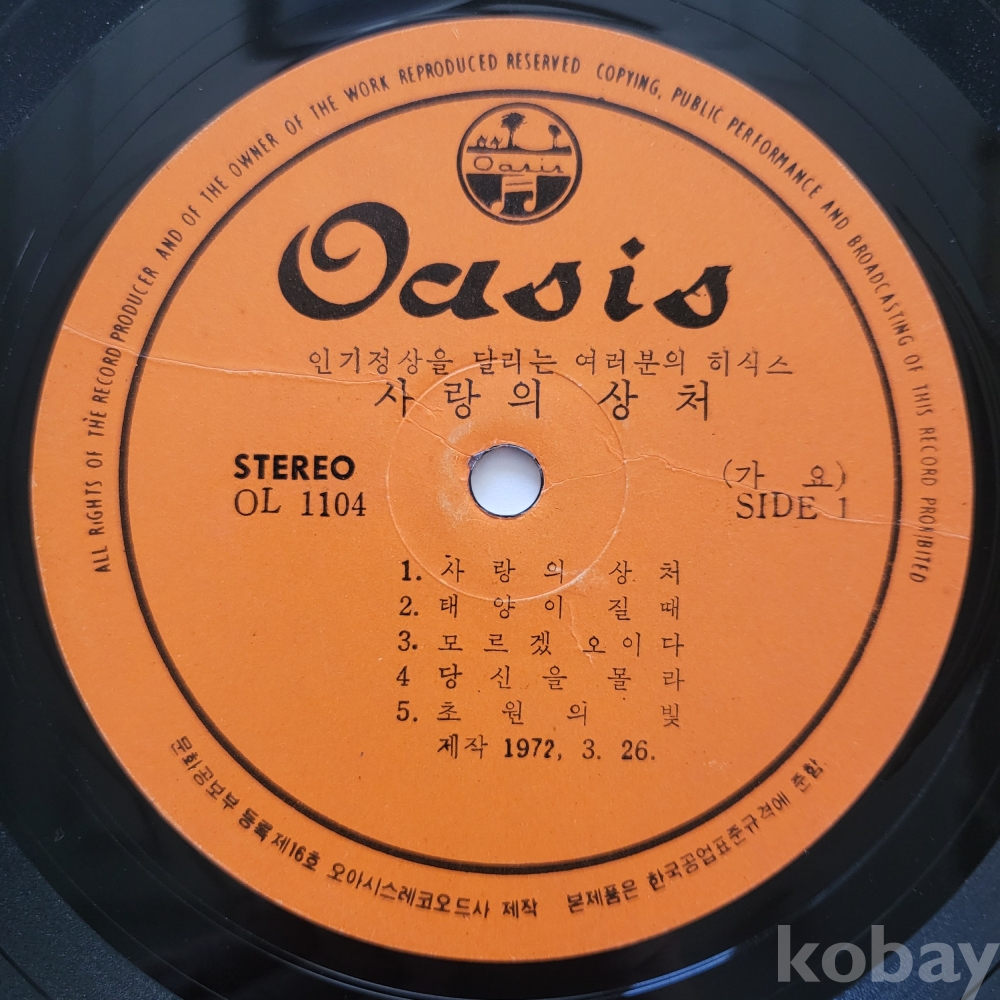 ALL RIGHTS OF THE RECORD PRODUCER AND OF THE OWNER OF THE WORK REPRODUCED RESERVED COPYING, PUBLIC PERFORMANCE AND BROADCASTING OF THIS RECORD PROHIBITED
Oasis
Oasis
인기정상을 달리는 여러분의 히식스
사랑의 상처
STEREO
OL 1104
(가 요)
SIDE 1
1. 사랑의 상처
2. 태양이 질때
3. 모르겠오이다
4 당신을 몰라
5. 초원의 빛
제작 1972, 3. 26.
문화공보부 등록 제16호 오아시스레코오드사 제작 본제품은 한국공업표준규격에 준함
kobay